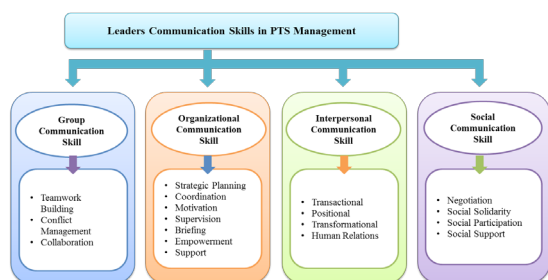 Leaders Communication Skills in PTS Management
Group
Communication
Skill
Teamwork
Building
Conflict
Management
Collaboration
Organizational
Communication
Skill
Strategic Planning
Coordination
Motivation
Supervision
Briefing
Empowerment
Support
Interpersonal
Communication
Skill
Transactional
Positional
Transformational
Human Relations
Social
Communication
Skill
Negotiation
Social Solidarity
Social Participation
Social Support